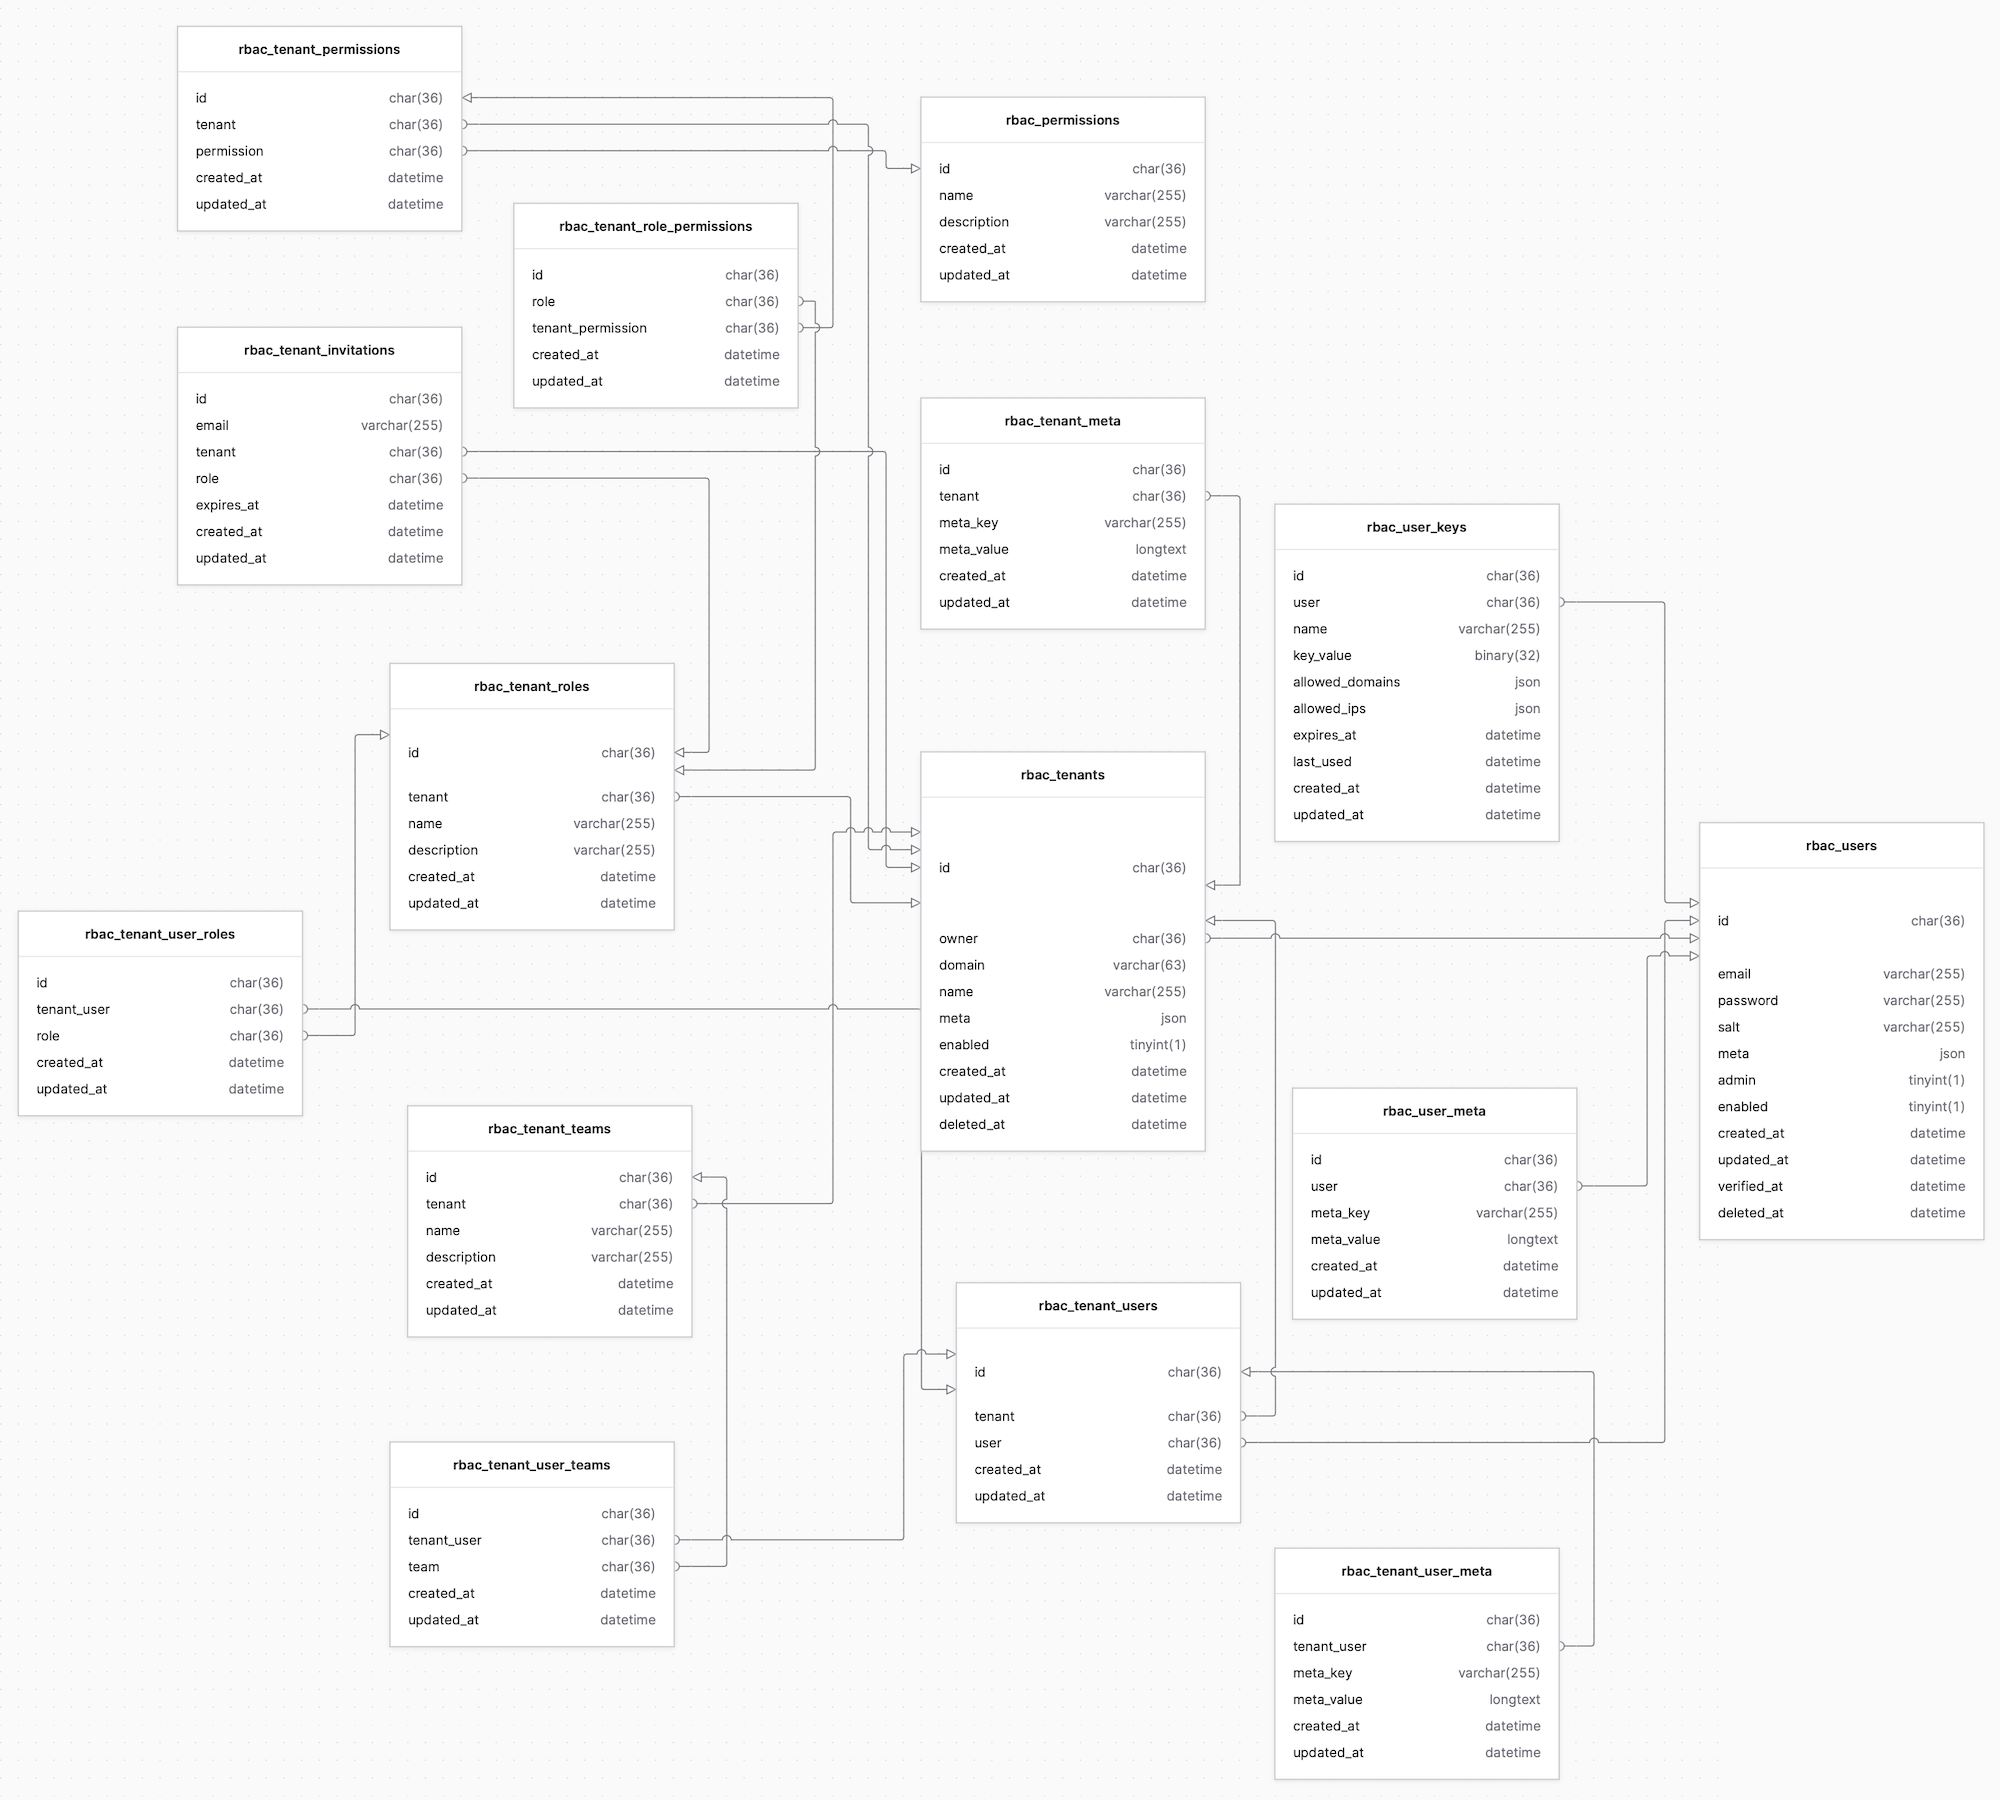 rbac_tenant_permissions
id char(36)
tenant char(36)
permission char(36)
created_at datetime
updated_at datetime
rbac_permissions
id char(36)
name varchar(255)
description varchar(255)
created_at datetime
updated_at datetime
rbac_tenant_role_permissions
id char(36)
role char(36)
tenant_permission char(36)
created_at datetime
updated_at datetime
rbac_tenant_invitations
id char(36)
email varchar(255)
tenant char(36)
role char(36)
expires_at datetime
created_at datetime
updated_at datetime
rbac_tenant_meta
id char(36)
tenant char(36)
meta_key varchar(255)
meta_value longtext
created_at datetime
updated_at datetime
rbac_user_keys
id char(36)
user char(36)
name varchar(255)
key_value binary(32)
allowed_domains json
allowed_ips json
expires_at datetime
last_used datetime
created_at datetime
updated_at datetime
rbac_tenant_roles
id char(36)
tenant char(36)
name varchar(255)
description varchar(255)
created_at datetime
updated_at datetime
rbac_tenants
id char(36)
owner char(36)
domain varchar(63)
name varchar(255)
meta json
enabled tinyint(1)
created_at datetime
updated_at datetime
deleted_at datetime
rbac_users
id char(36)
email varchar(255)
password varchar(255)
salt varchar(255)
meta json
admin tinyint(1)
enabled tinyint(1)
created_at datetime
updated_at datetime
verified_at datetime
deleted_at datetime
rbac_tenant_user_roles
id char(36)
tenant_user char(36)
role char(36)
created_at datetime
updated_at datetime
rbac_tenant_teams
id char(36)
tenant char(36)
name varchar(255)
description varchar(255)
created_at datetime
updated_at datetime
rbac_user_meta
id char(36)
user char(36)
meta_key varchar(255)
meta_value longtext
created_at datetime
updated_at datetime
rbac_tenant_users
id char(36)
tenant char(36)
user char(36)
created_at datetime
updated_at datetime
rbac_tenant_user_teams
id char(36)
tenant_user char(36)
team char(36)
created_at datetime
updated_at datetime
rbac_tenant_user_meta
id char(36)
tenant_user char(36)
meta_key varchar(255)
meta_value longtext
created_at datetime
updated_at datetime